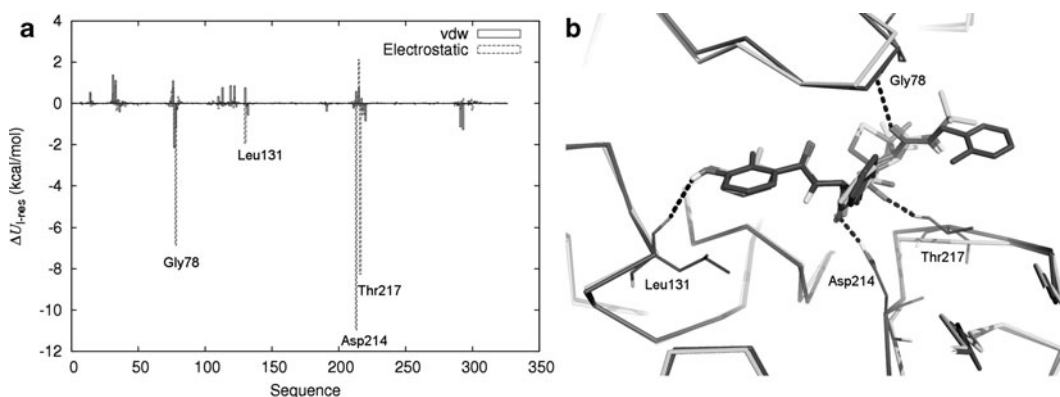 a
4
2
0
-2
-4
-6
-8
-10
-12
ΔUl-res (kcal/mol)
vdw
Electrostatic
Leu131
Gly78
Thr217
Asp214
0 50 100 150 200 250 300 350
Sequence
b
Gly78
Thr217
Leu131
Asp214